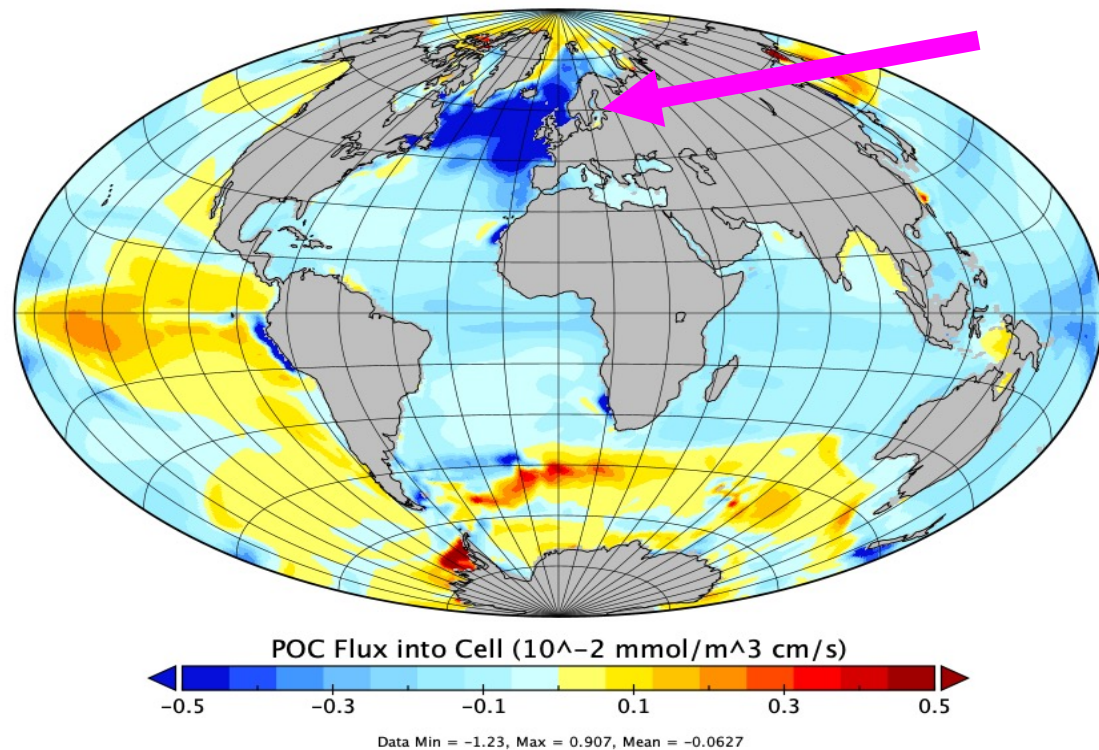 POC Flux into Cell (10^-2 mmol/m^3 cm/s)
-0.5 -0.3 -0.1 0.1 0.3 0.5
Data Min = -1.23, Max = 0.907, Mean = -0.0627